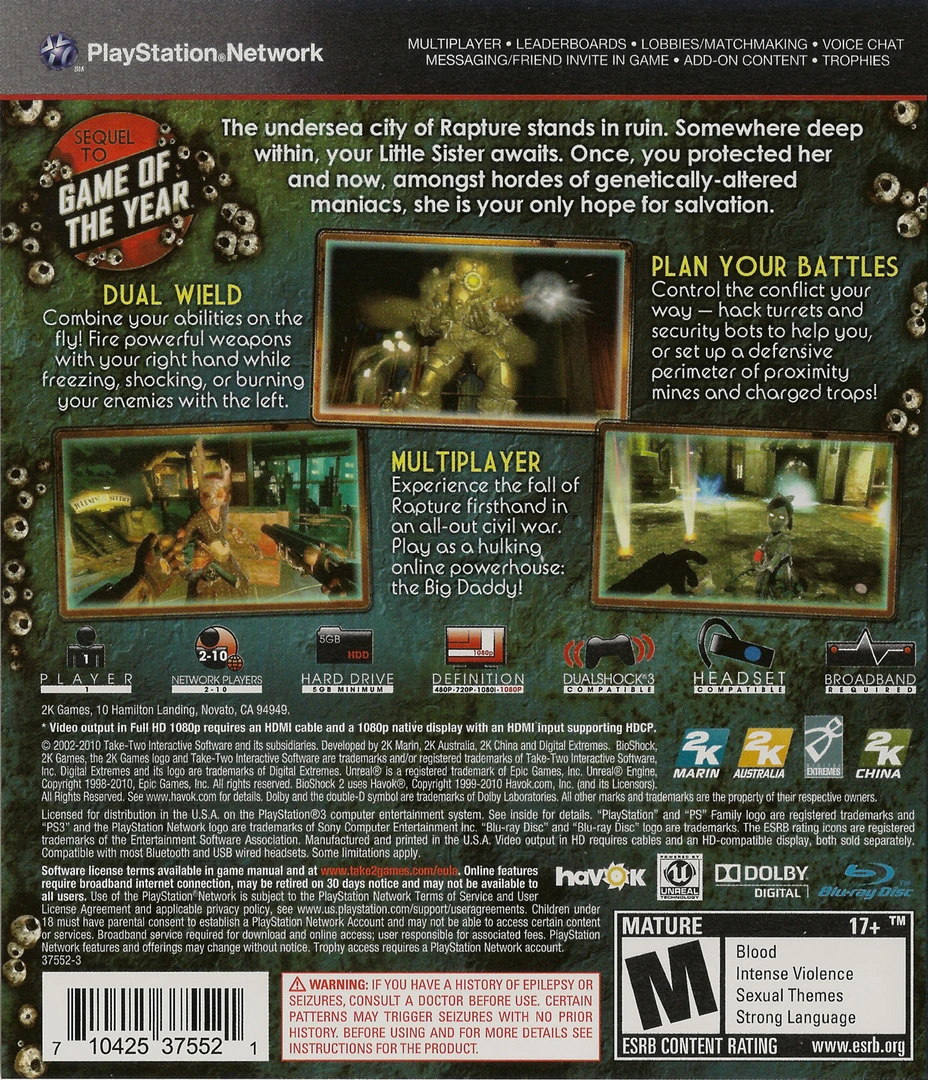 PlayStation®Network
SM
MULTIPLAYER • LEADERBOARDS • LOBBIES/MATCHMAKING • VOICE CHAT
MESSAGING/FRIEND INVITE IN GAME • ADD-ON CONTENT • TROPHIES
SEQUEL
TO
GAME OF
THE YEAR
The undersea city of Rapture stands in ruin. Somewhere deep
within, your Little Sister awaits. Once, you protected her
and now, amongst hordes of genetically-altered
maniacs, she is your only hope for salvation.
DUAL WIELD
Combine your abilities on the
fly! Fire powerful weapons
with your right hand while
freezing, shocking, or burning
your enemies with the left.
PLAN YOUR BATTLES
Control the conflict your
way — hack turrets and
security bots to help you,
or set up a defensive
perimeter of proximity
mines and charged traps!
MULTIPLAYER
Experience the fall of
Rapture firsthand in
an all-out civil war.
Play as a hulking
online powerhouse:
the Big Daddy!
1
PLAYER
1
2-10
NETWORK PLAYERS
2-10
5GB
HDD
HARD DRIVE
5GB MINIMUM
1080p
DEFINITION
480P·720P·1080i·1080P
DUALSHOCK®3
COMPATIBLE
HEADSET
COMPATIBLE
BROADBAND
REQUIRED
2K Games, 10 Hamilton Landing, Novato, CA 94949.
* Video output in Full HD 1080p requires an HDMI cable and a 1080p native display with an HDMI input supporting HDCP.
© 2002-2010 Take-Two Interactive Software and its subsidiaries. Developed by 2K Marin, 2K Australia, 2K China and Digital Extremes. BioShock,
2K Games, the 2K Games logo and Take-Two Interactive Software are trademarks and/or registered trademarks of Take-Two Interactive Software,
Inc. Digital Extremes and its logo are trademarks of Digital Extremes. Unreal® is a registered trademark of Epic Games, Inc. Unreal® Engine,
Copyright 1998-2010, Epic Games, Inc. All rights reserved. BioShock 2 uses Havok®, Copyright 1999-2010 Havok.com, Inc. (and its Licensors).
All Rights Reserved. See www.havok.com for details. Dolby and the double-D symbol are trademarks of Dolby Laboratories. All other marks and trademarks are the property of their respective owners.
2K
MARIN
2K
AUSTRALIA
EXTREMES
2K
CHINA
Licensed for distribution in the U.S.A. on the PlayStation®3 computer entertainment system. See inside for details. "PlayStation" and "PS" Family logo are registered trademarks and
"PS3" and the PlayStation Network logo are trademarks of Sony Computer Entertainment Inc. "Blu-ray Disc" and "Blu-ray Disc" logo are trademarks. The ESRB rating icons are registered
trademarks of the Entertainment Software Association. Manufactured and printed in the U.S.A. Video output in HD requires cables and an HD-compatible display, both sold separately.
Compatible with most Bluetooth and USB wired headsets. Some limitations apply.
Software license terms available in game manual and at www.take2games.com/eula. Online features
require broadband internet connection, may be retired on 30 days notice and may not be available to
all users. Use of the PlayStation® Network is subject to the PlayStation Network Terms of Service and User
License Agreement and applicable privacy policy, see www.us.playstation.com/support/useragreements. Children under
18 must have parental consent to establish a PlayStation Network Account and may not be able to access certain content
or services. Broadband service required for download and online access; user responsible for associated fees. PlayStation
Network features and offerings may change without notice. Trophy access requires a PlayStation Network account.
37552-3
havok
POWERED BY
UNREAL
TECHNOLOGY
DOLBY
DIGITAL
Blu-ray Disc
MATURE 17+ ™
M
Blood
Intense Violence
Sexual Themes
Strong Language
ESRB CONTENT RATING www.esrb.org
7 10425 37552 1
WARNING: IF YOU HAVE A HISTORY OF EPILEPSY OR
SEIZURES, CONSULT A DOCTOR BEFORE USE. CERTAIN
PATTERNS MAY TRIGGER SEIZURES WITH NO PRIOR
HISTORY. BEFORE USING AND FOR MORE DETAILS SEE
INSTRUCTIONS FOR THE PRODUCT.